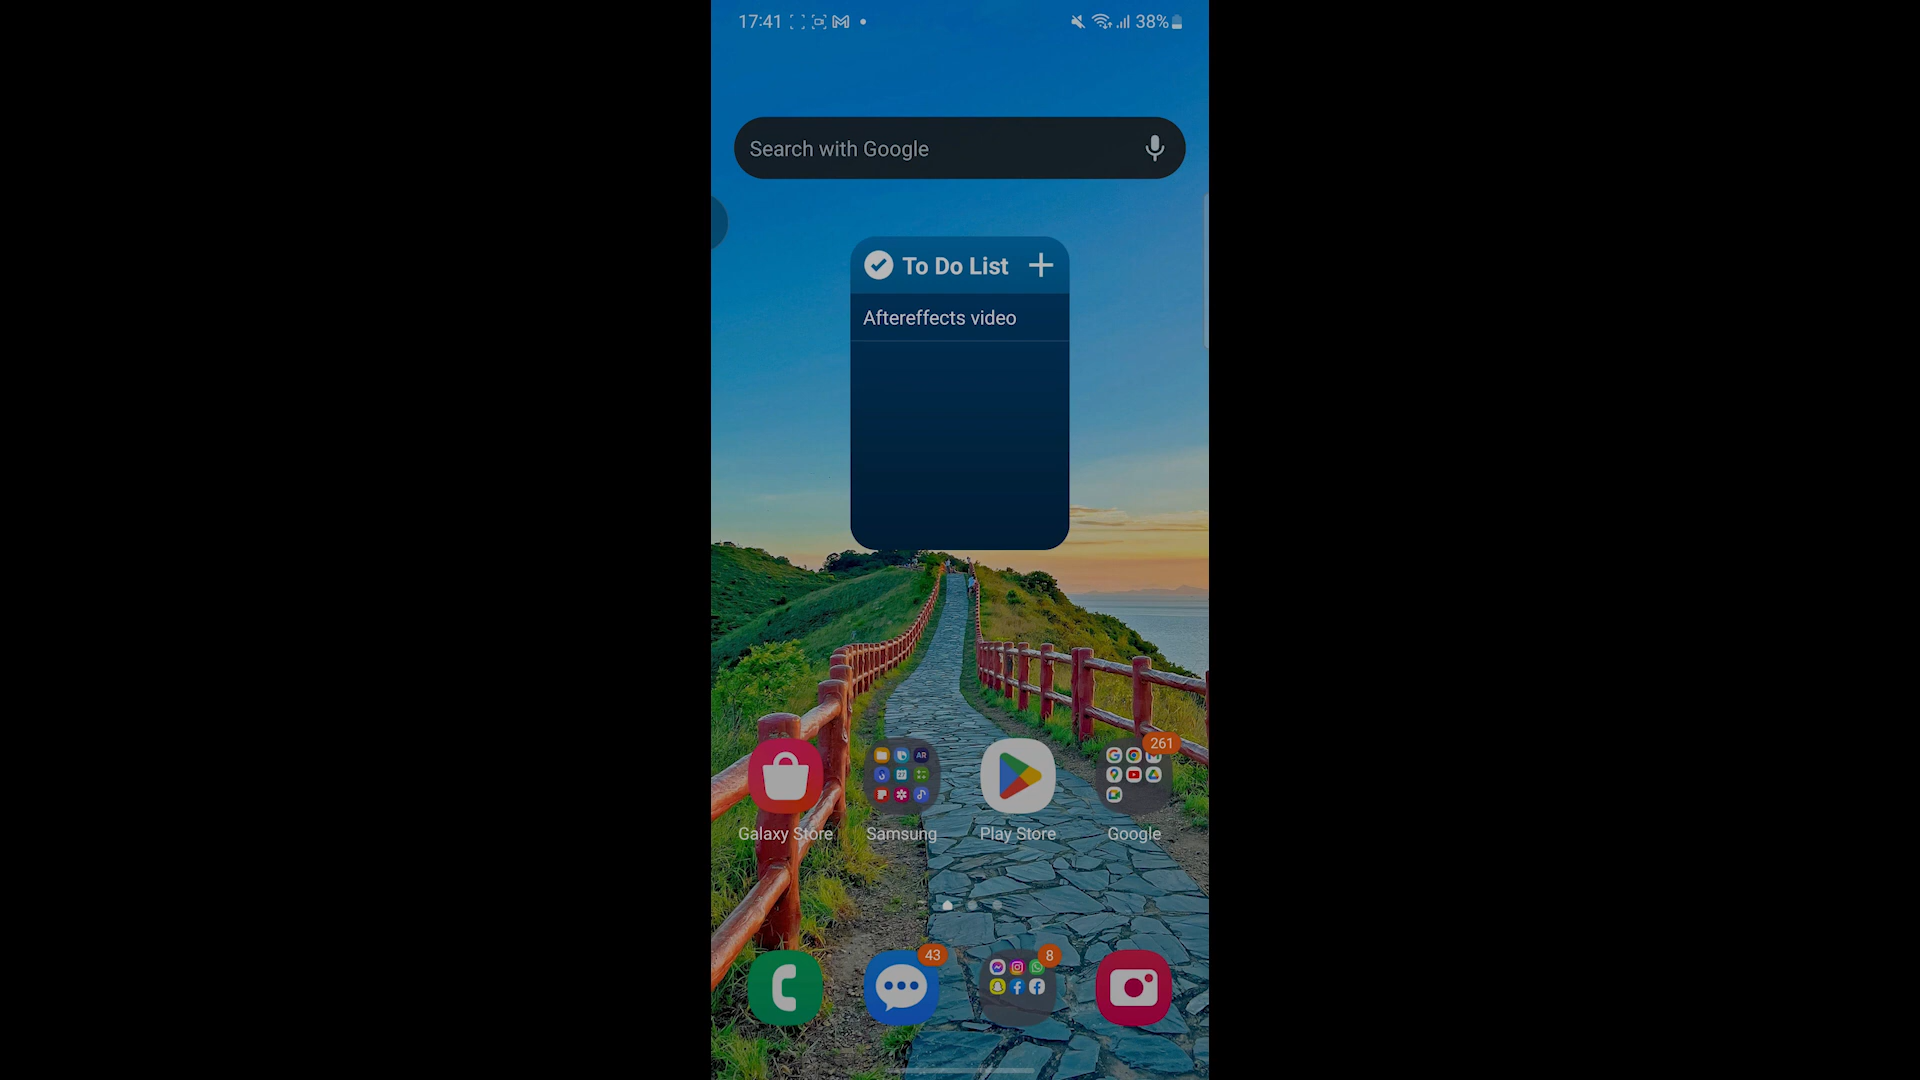 17:41
38%
Search with Google
To Do List
Aftereffects video
AR
261
Galaxy Store
Samsung
Play Store
Google
43
8